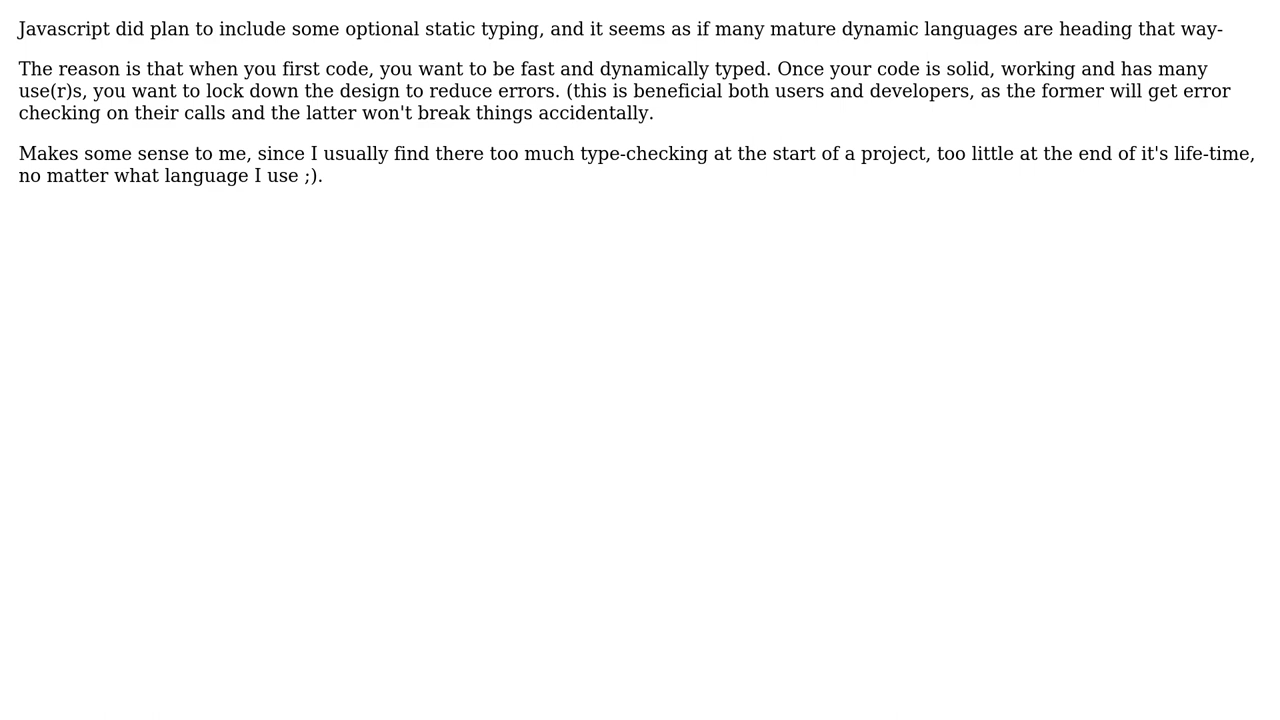 Javascript did plan to include some optional static typing, and it seems as if many mature dynamic languages are heading that way-
The reason is that when you first code, you want to be fast and dynamically typed. Once your code is solid, working and has many
use(r)s, you want to lock down the design to reduce errors. (this is beneficial both users and developers, as the former will get error
checking on their calls and the latter won't break things accidentally.
Makes some sense to me, since I usually find there too much type-checking at the start of a project, too little at the end of it's life-time,
no matter what language I use ;).